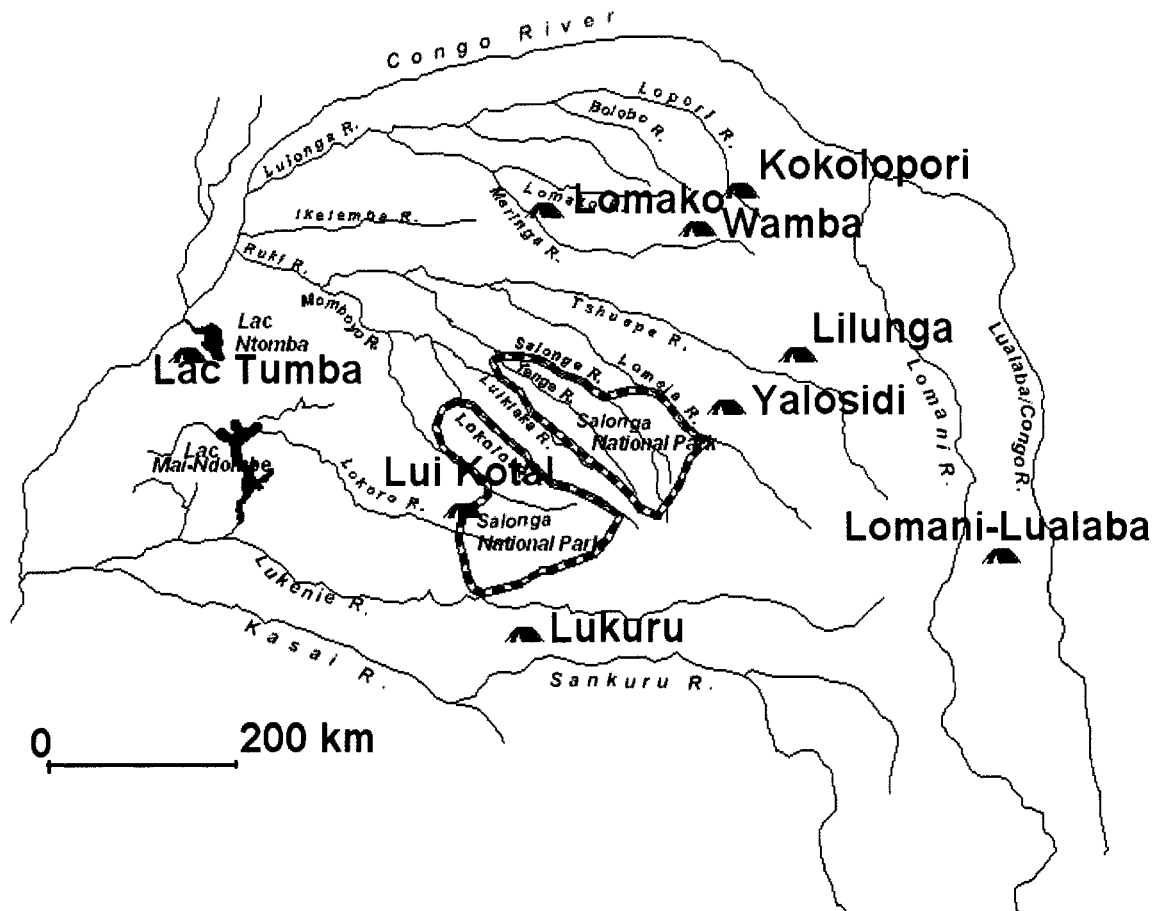 Congo River
Lopori R.
Bolobo R.
Lulonga R.
Kokolopori
Lomako
Wamba
Maringa R.
Ikelemba R.
Ruki R.
Momboyo R.
Tshuapa R.
Lac
Ntomba
Lac Tumba
Lilunga
Lualaba/Congo R.
Lomani R.
Salonga R.
Yenge R.
Lomela R.
Luilaka R.
Yalosidi
Salonga
National Park
Lac
Mai-Ndombe
Lokoro R.
Lui Kotal
Salonga
National Park
Lomani-Lualaba
Lukenie R.
Lukuru
Kasai R.
Sankuru R.
0
200 km